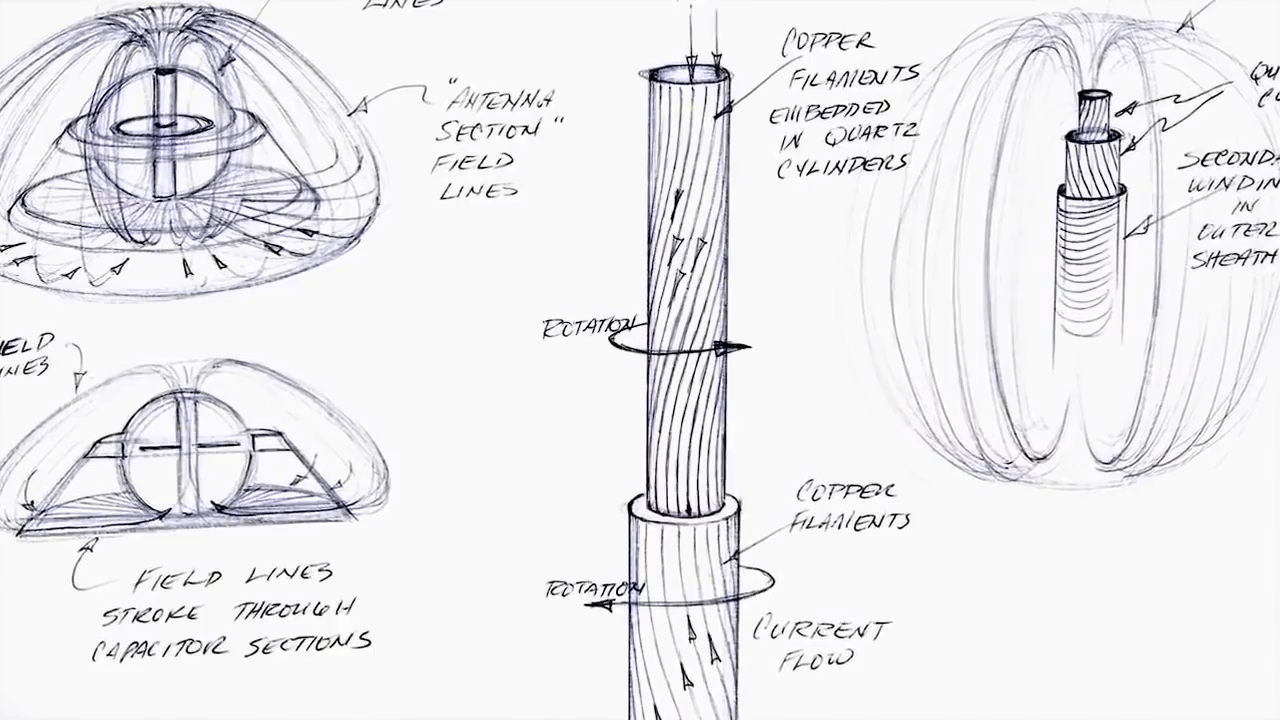 LINES
"ANTENNA
SECTION"
FIELD
LINES
FIELD LINES
STROKE THROUGH
CAPACITOR SECTIONS
COPPER
FILAMENTS
EMBEDDED
IN QUARTZ
CYLINDERS
ROTATION
COPPER
FILAMENTS
ROTATION
CURRENT
FLOW
WINDIN
IN
OUTER
SHEATH